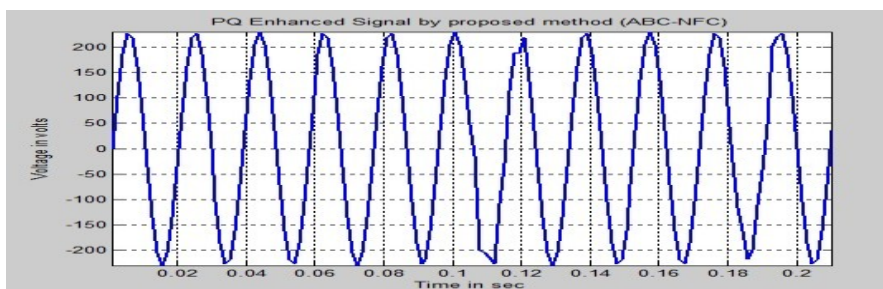 PQ Enhanced Signal by proposed method (ABC-NFC)
200
150
100
50
0
-50
-100
-150
-200
Voltage in volts
0.02 0.04 0.06 0.08 0.1 0.12 0.14 0.16 0.18 0.2
Time in sec